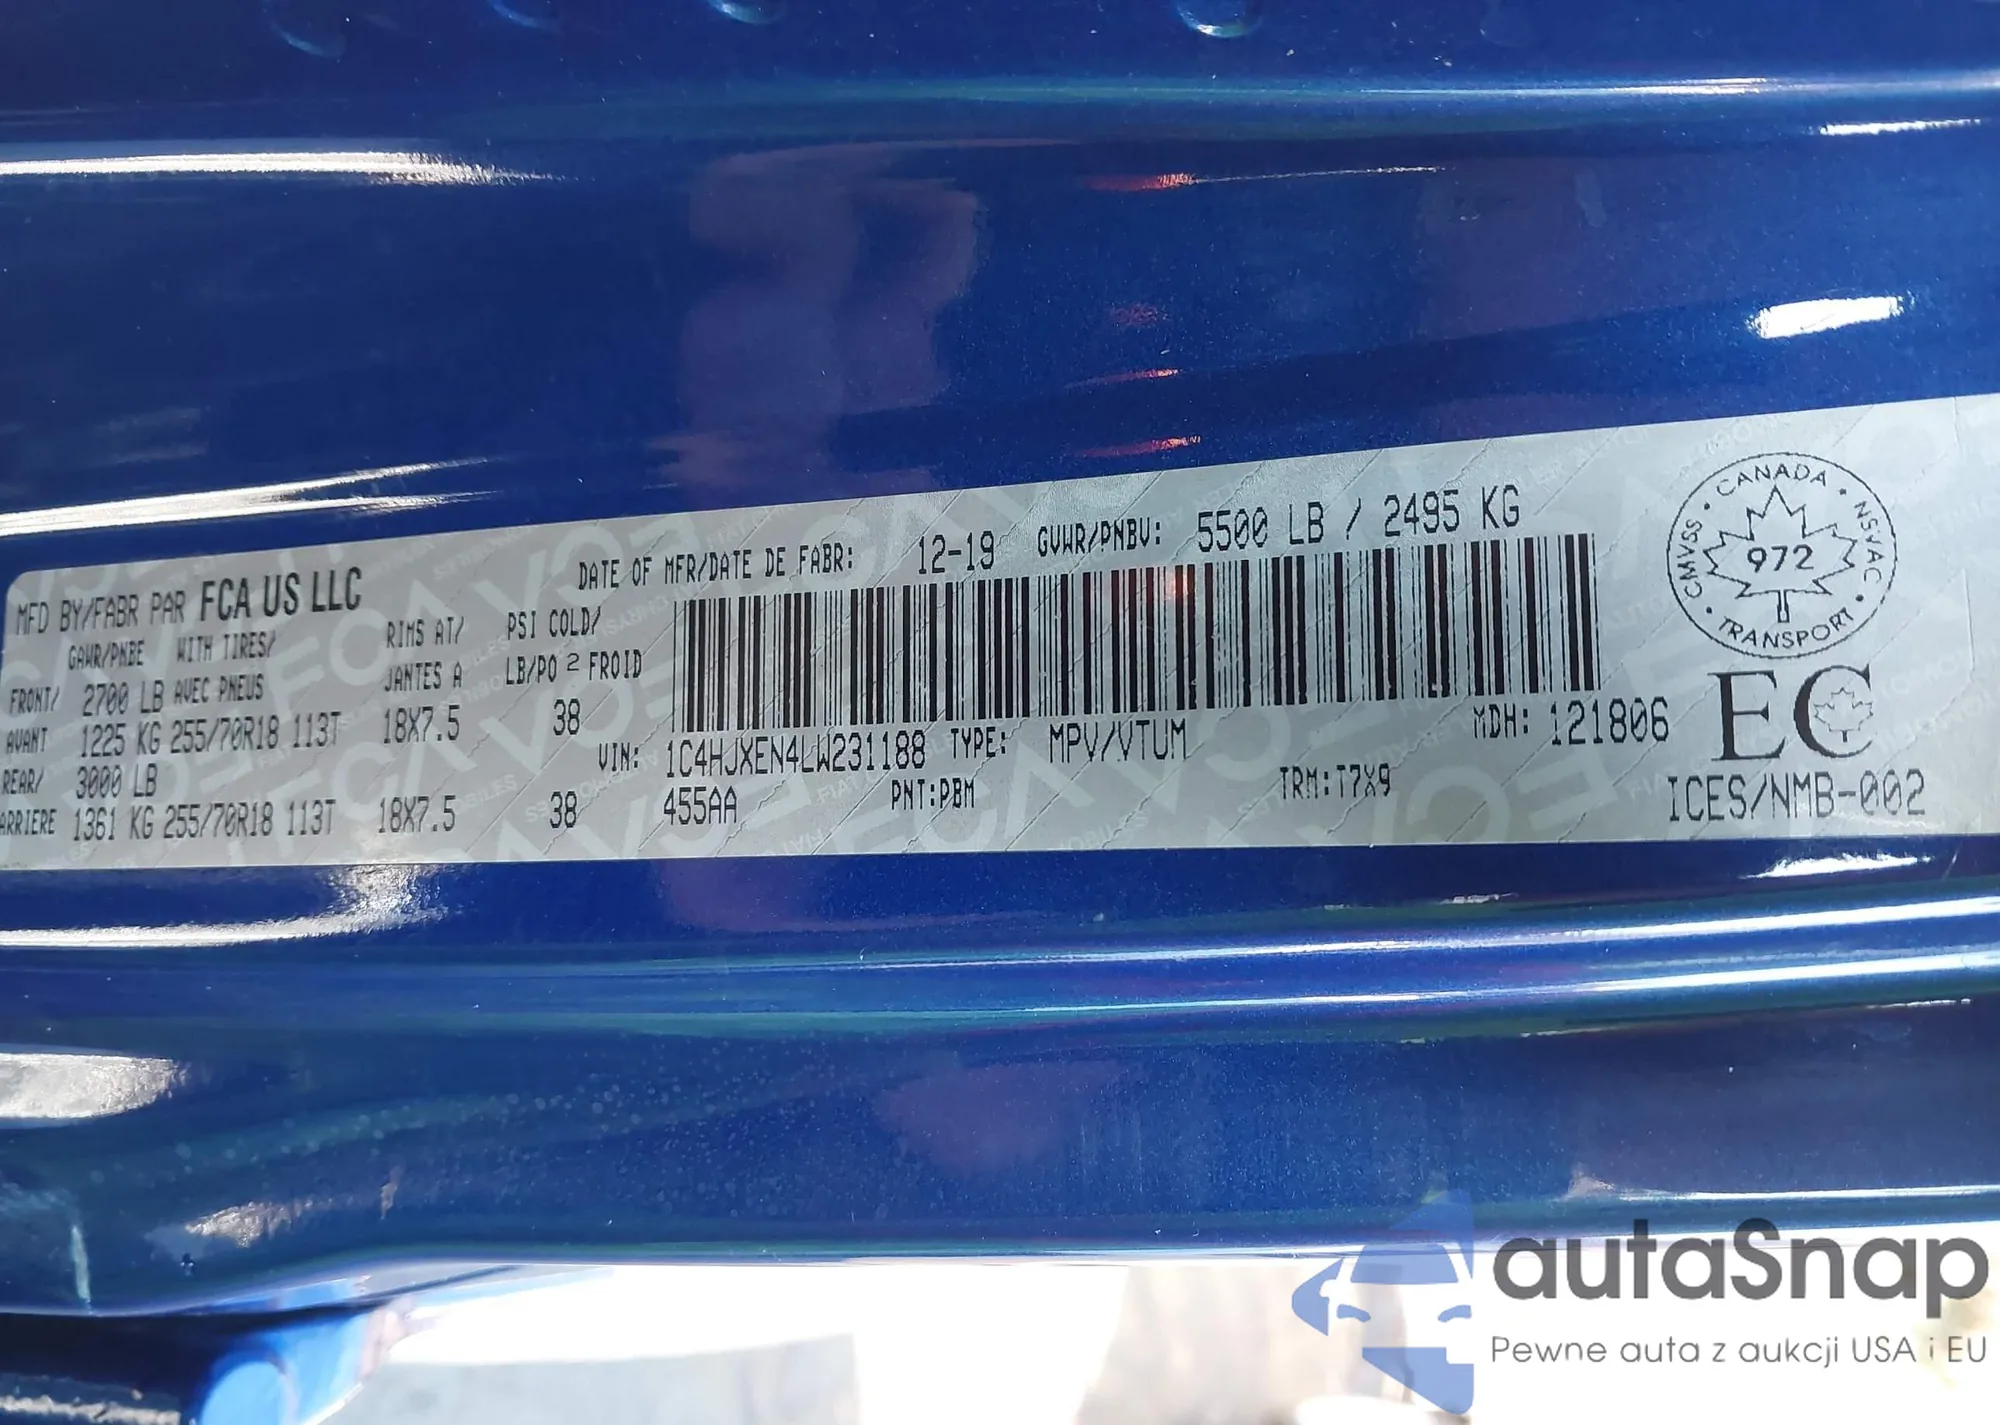 MFD BY/FABR PAR FCA US LLC
DATE OF MFR/DATE DE FABR: 12-19 GVWR/PNBV: 5500 LB / 2495 KG
GAWR/PNBE WITH TIRES/ RIMS AT/ PSI COLD/
AVEC PNEUS JANTES A LB/PO 2 FROID
FRONT/ 2700 LB
AVANT 1225 KG 255/70R18 113T 18X7.5 38
REAR/ 3000 LB
ARRIERE 1361 KG 255/70R18 113T 18X7.5 38
VIN: 1C4HJXEN4LW231188 TYPE: MPV/VTUM MDH: 121806
455AA PNT:PBM TRM:T7X9
CANADA
CMVSS · NSVAC
972
TRANSPORT
EC
ICES/NMB-002
autaSnap
Pewne auta z aukcji USA i EU